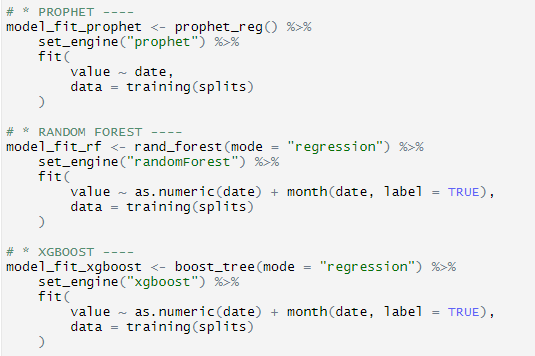 # * PROPHET ----
model_fit_prophet <- prophet_reg() %>%
    set_engine("prophet") %>%
    fit(
        value ~ date,
        data = training(splits)
    )

# * RANDOM FOREST ----
model_fit_rf <- rand_forest(mode = "regression") %>%
    set_engine("randomForest") %>%
    fit(
        value ~ as.numeric(date) + month(date, label = TRUE),
        data = training(splits)
    )

# * XGBOOST ----
model_fit_xgboost <- boost_tree(mode = "regression") %>%
    set_engine("xgboost") %>%
    fit(
        value ~ as.numeric(date) + month(date, label = TRUE),
        data = training(splits)
    )